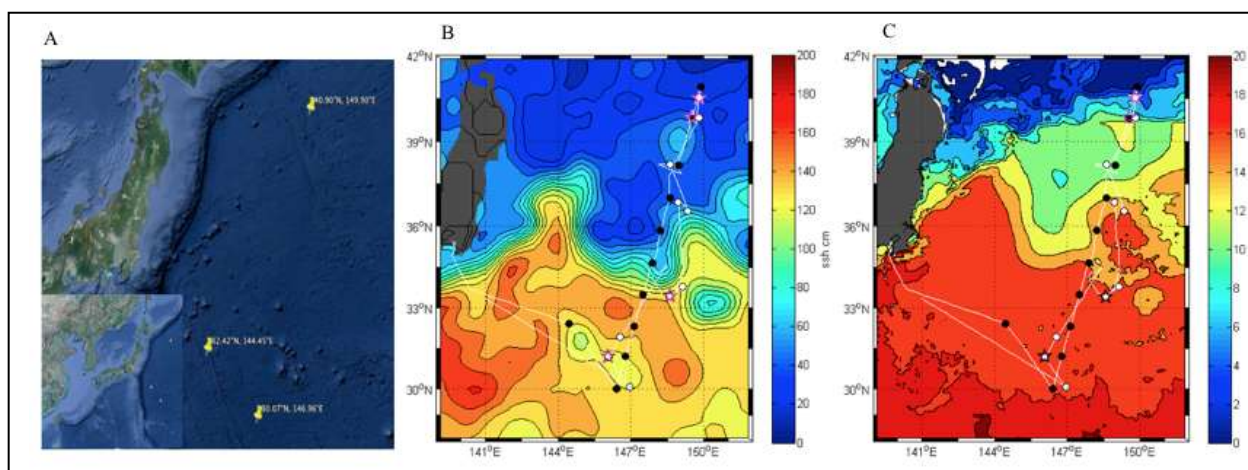 A
B
C
40.90°N, 149.90°E
32.42°N, 144.45°E
30.07°N, 146.96°E
42°N
39°N
36°N
33°N
30°N
141°E
144°E
147°E
150°E
200
180
160
140
120
100
80
60
40
20
0
ssh cm
42°N
39°N
36°N
33°N
30°N
141°E
144°E
147°E
150°E
20
18
16
14
12
10
8
6
4
2
0